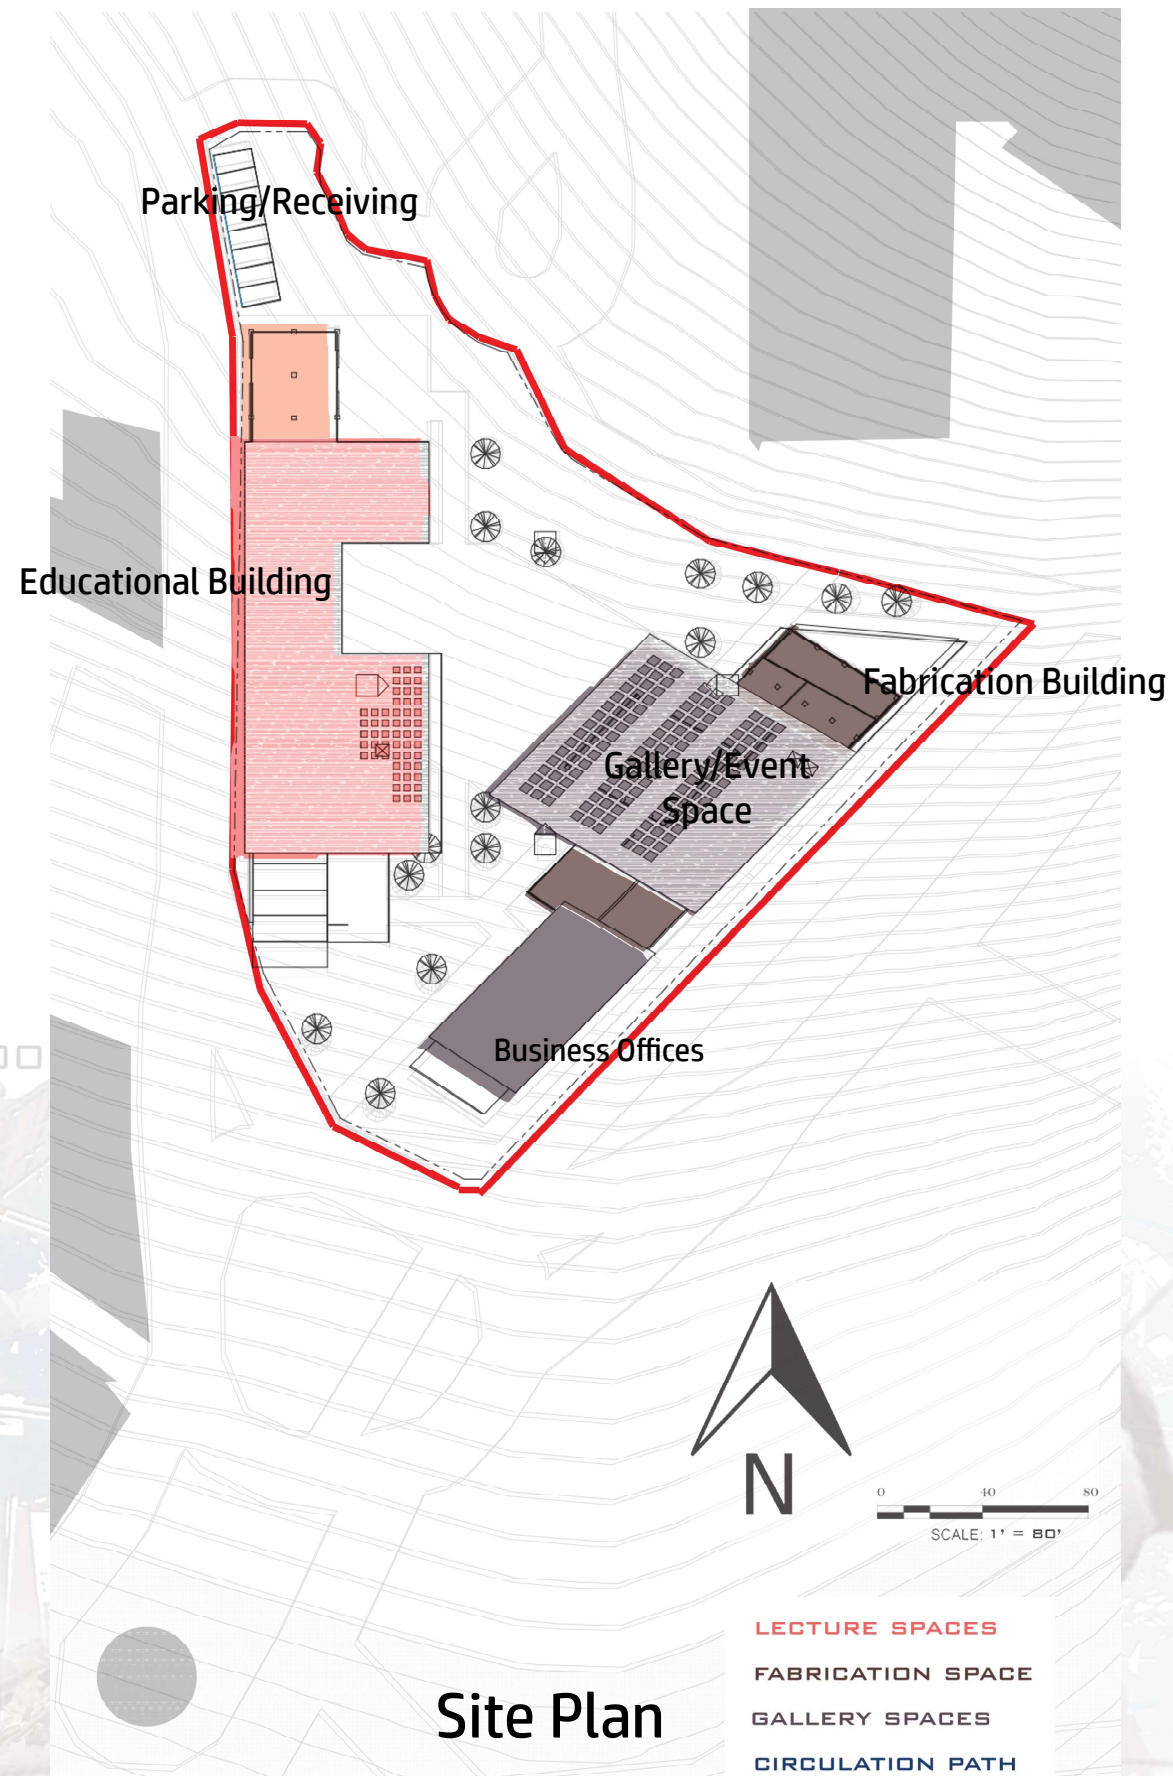 Parking/Receiving
Educational Building
Fabrication Building
Gallery/Event
Space
Business Offices
N
0 40 80
SCALE: 1' = 80'
LECTURE SPACES
FABRICATION SPACE
GALLERY SPACES
CIRCULATION PATH
Site Plan